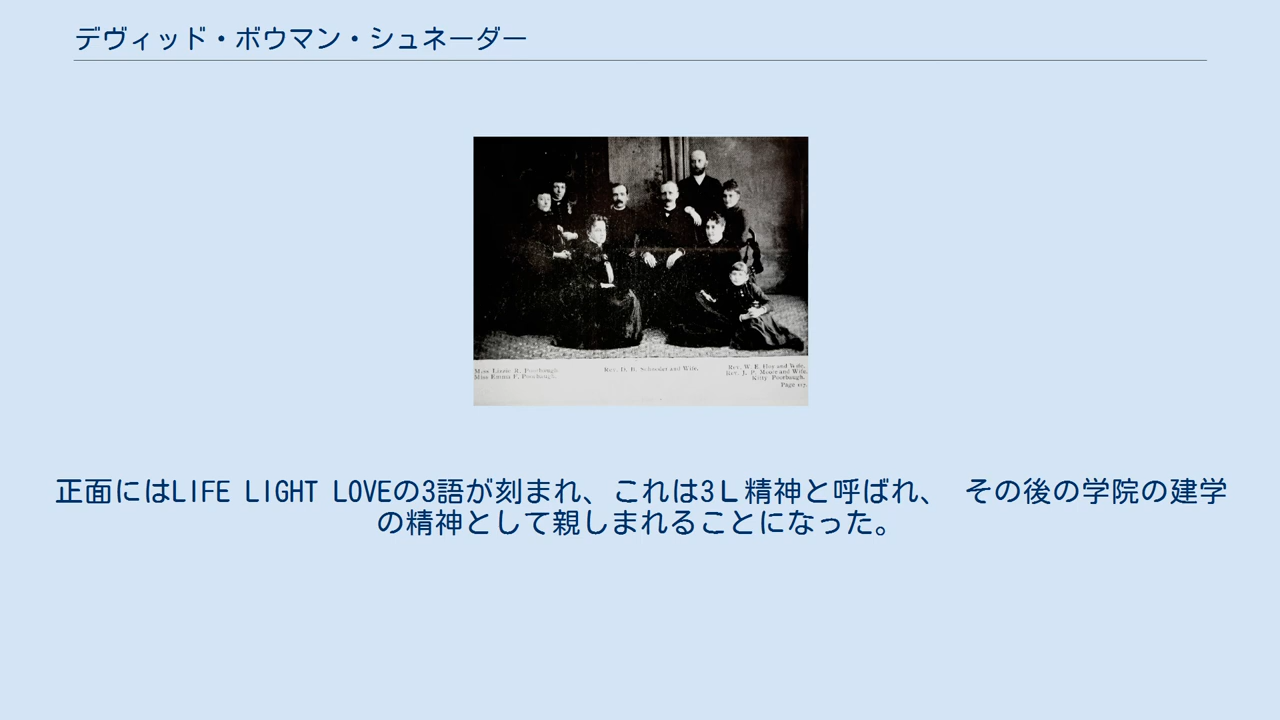 デヴィッド・ボウマン・シュネーダー
Miss Lizzie R. Poorbaugh.
Miss Emma F. Poorbaugh.
Rev. D. B. Schneder and Wife.
Rev. W. E. Hoy and Wife.
Rev. J. P. Moore and Wife.
Kitty Poorbaugh.
Page 117.
正面にはLIFE LIGHT LOVEの3語が刻まれ、これは3L精神と呼ばれ、 その後の学院の建学
の精神として親しまれることになった。